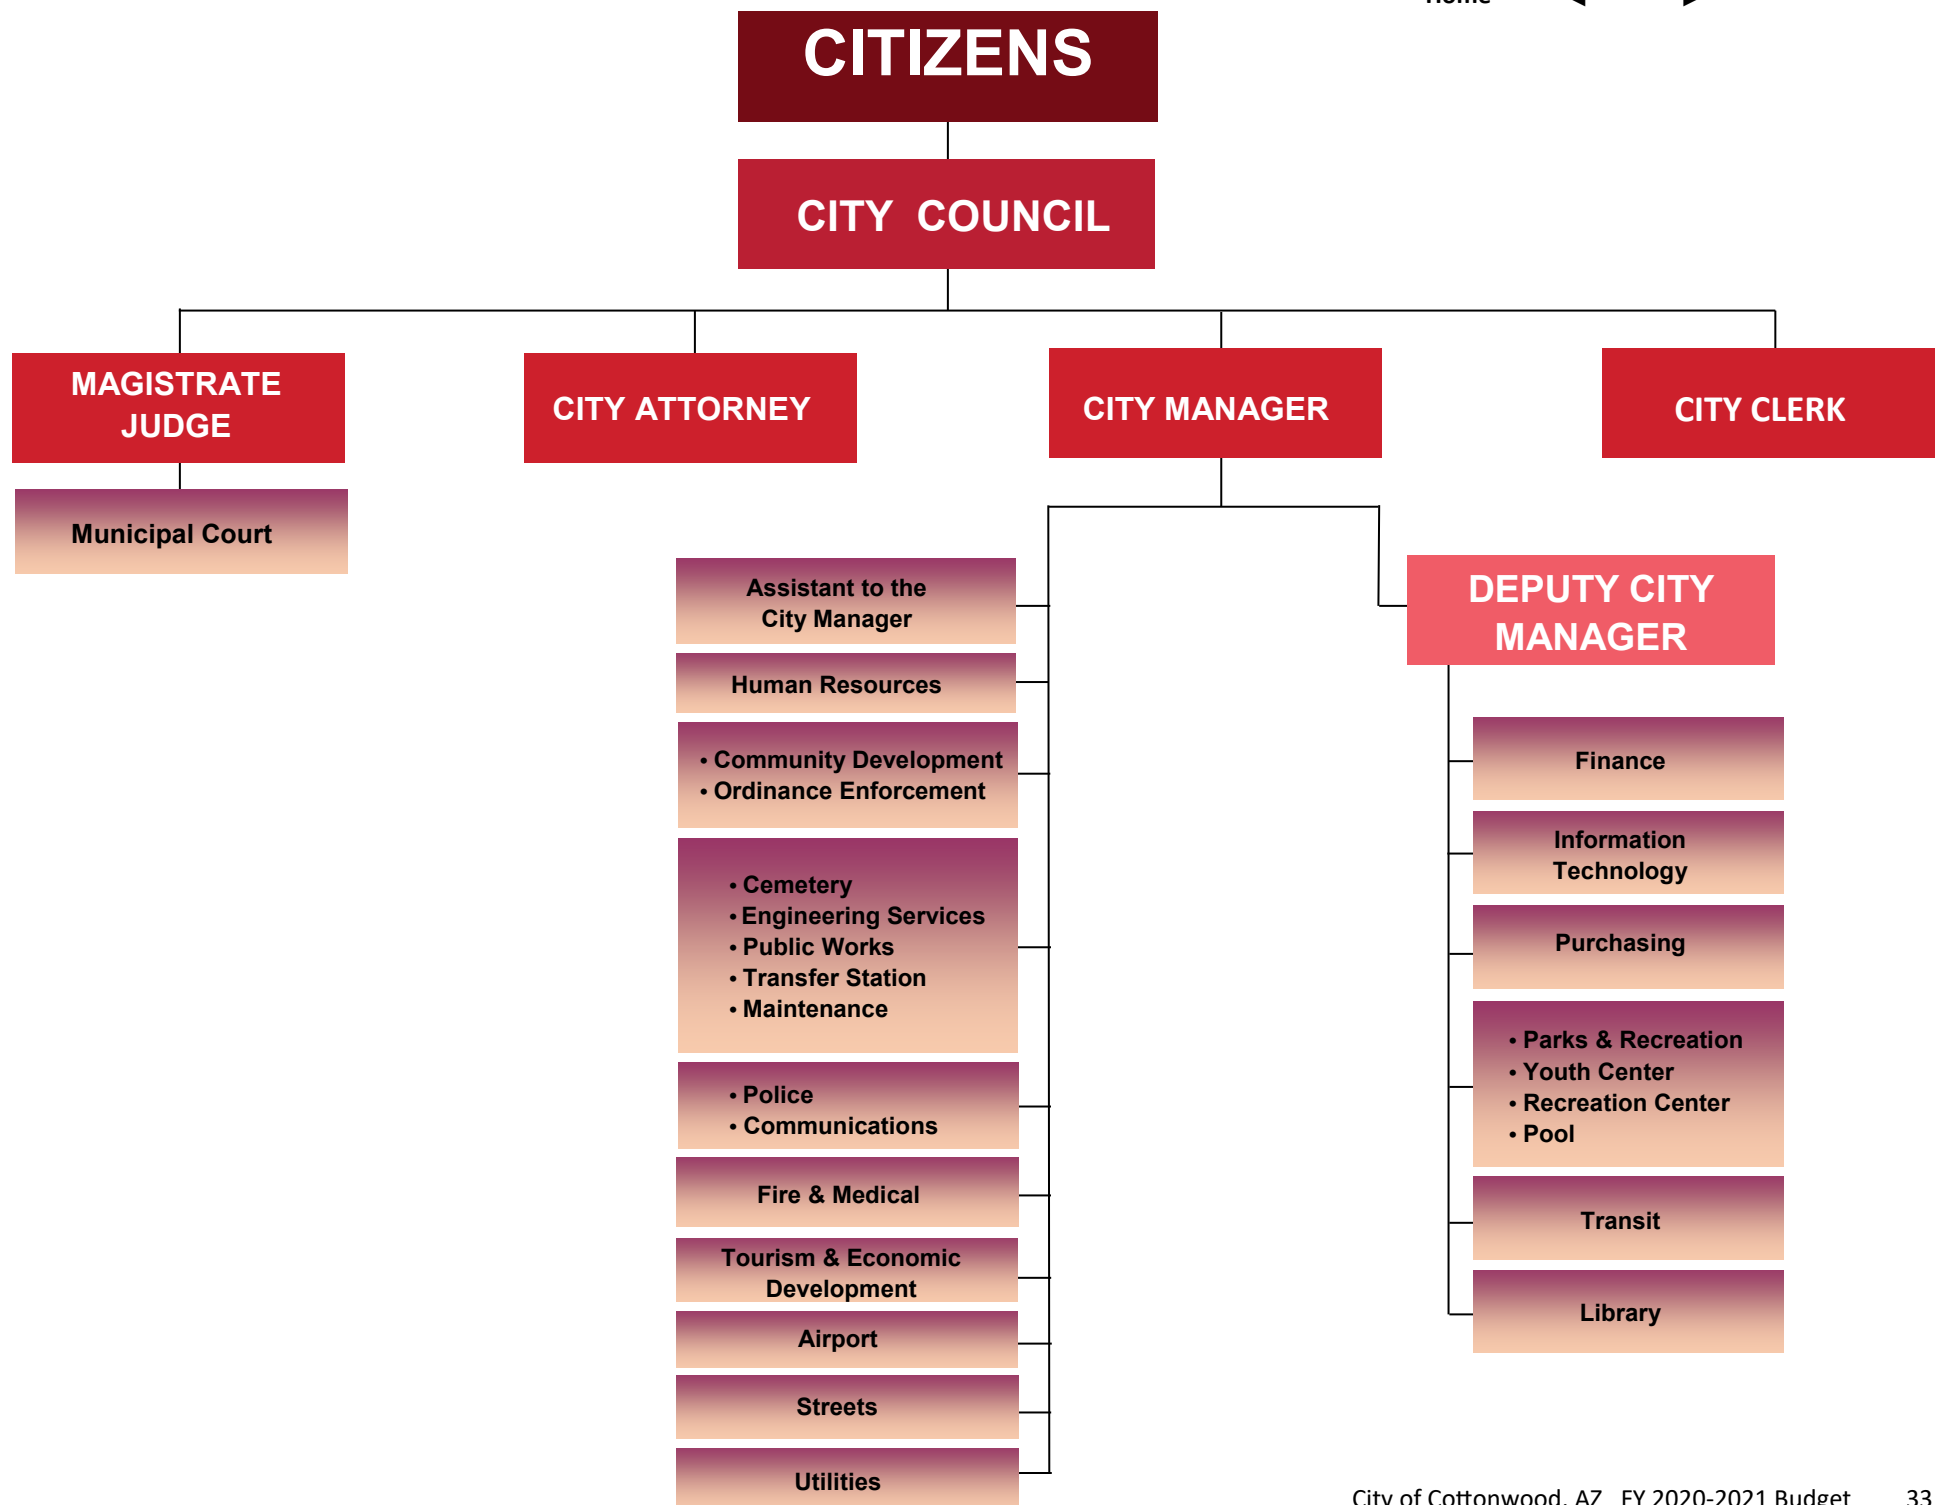 Home
CITIZENS
CITY COUNCIL
MAGISTRATE
JUDGE
CITY ATTORNEY
CITY MANAGER
CITY CLERK
Municipal Court
Assistant to the
City Manager
Human Resources
• Community Development
• Ordinance Enforcement
• Cemetery
• Engineering Services
• Public Works
• Transfer Station
• Maintenance
• Police
• Communications
Fire & Medical
Tourism & Economic
Development
Airport
Streets
Utilities
DEPUTY CITY
MANAGER
Finance
Information
Technology
Purchasing
• Parks & Recreation
• Youth Center
• Recreation Center
• Pool
Transit
Library
City of Cottonwood, AZ FY 2020-2021 Budget 33